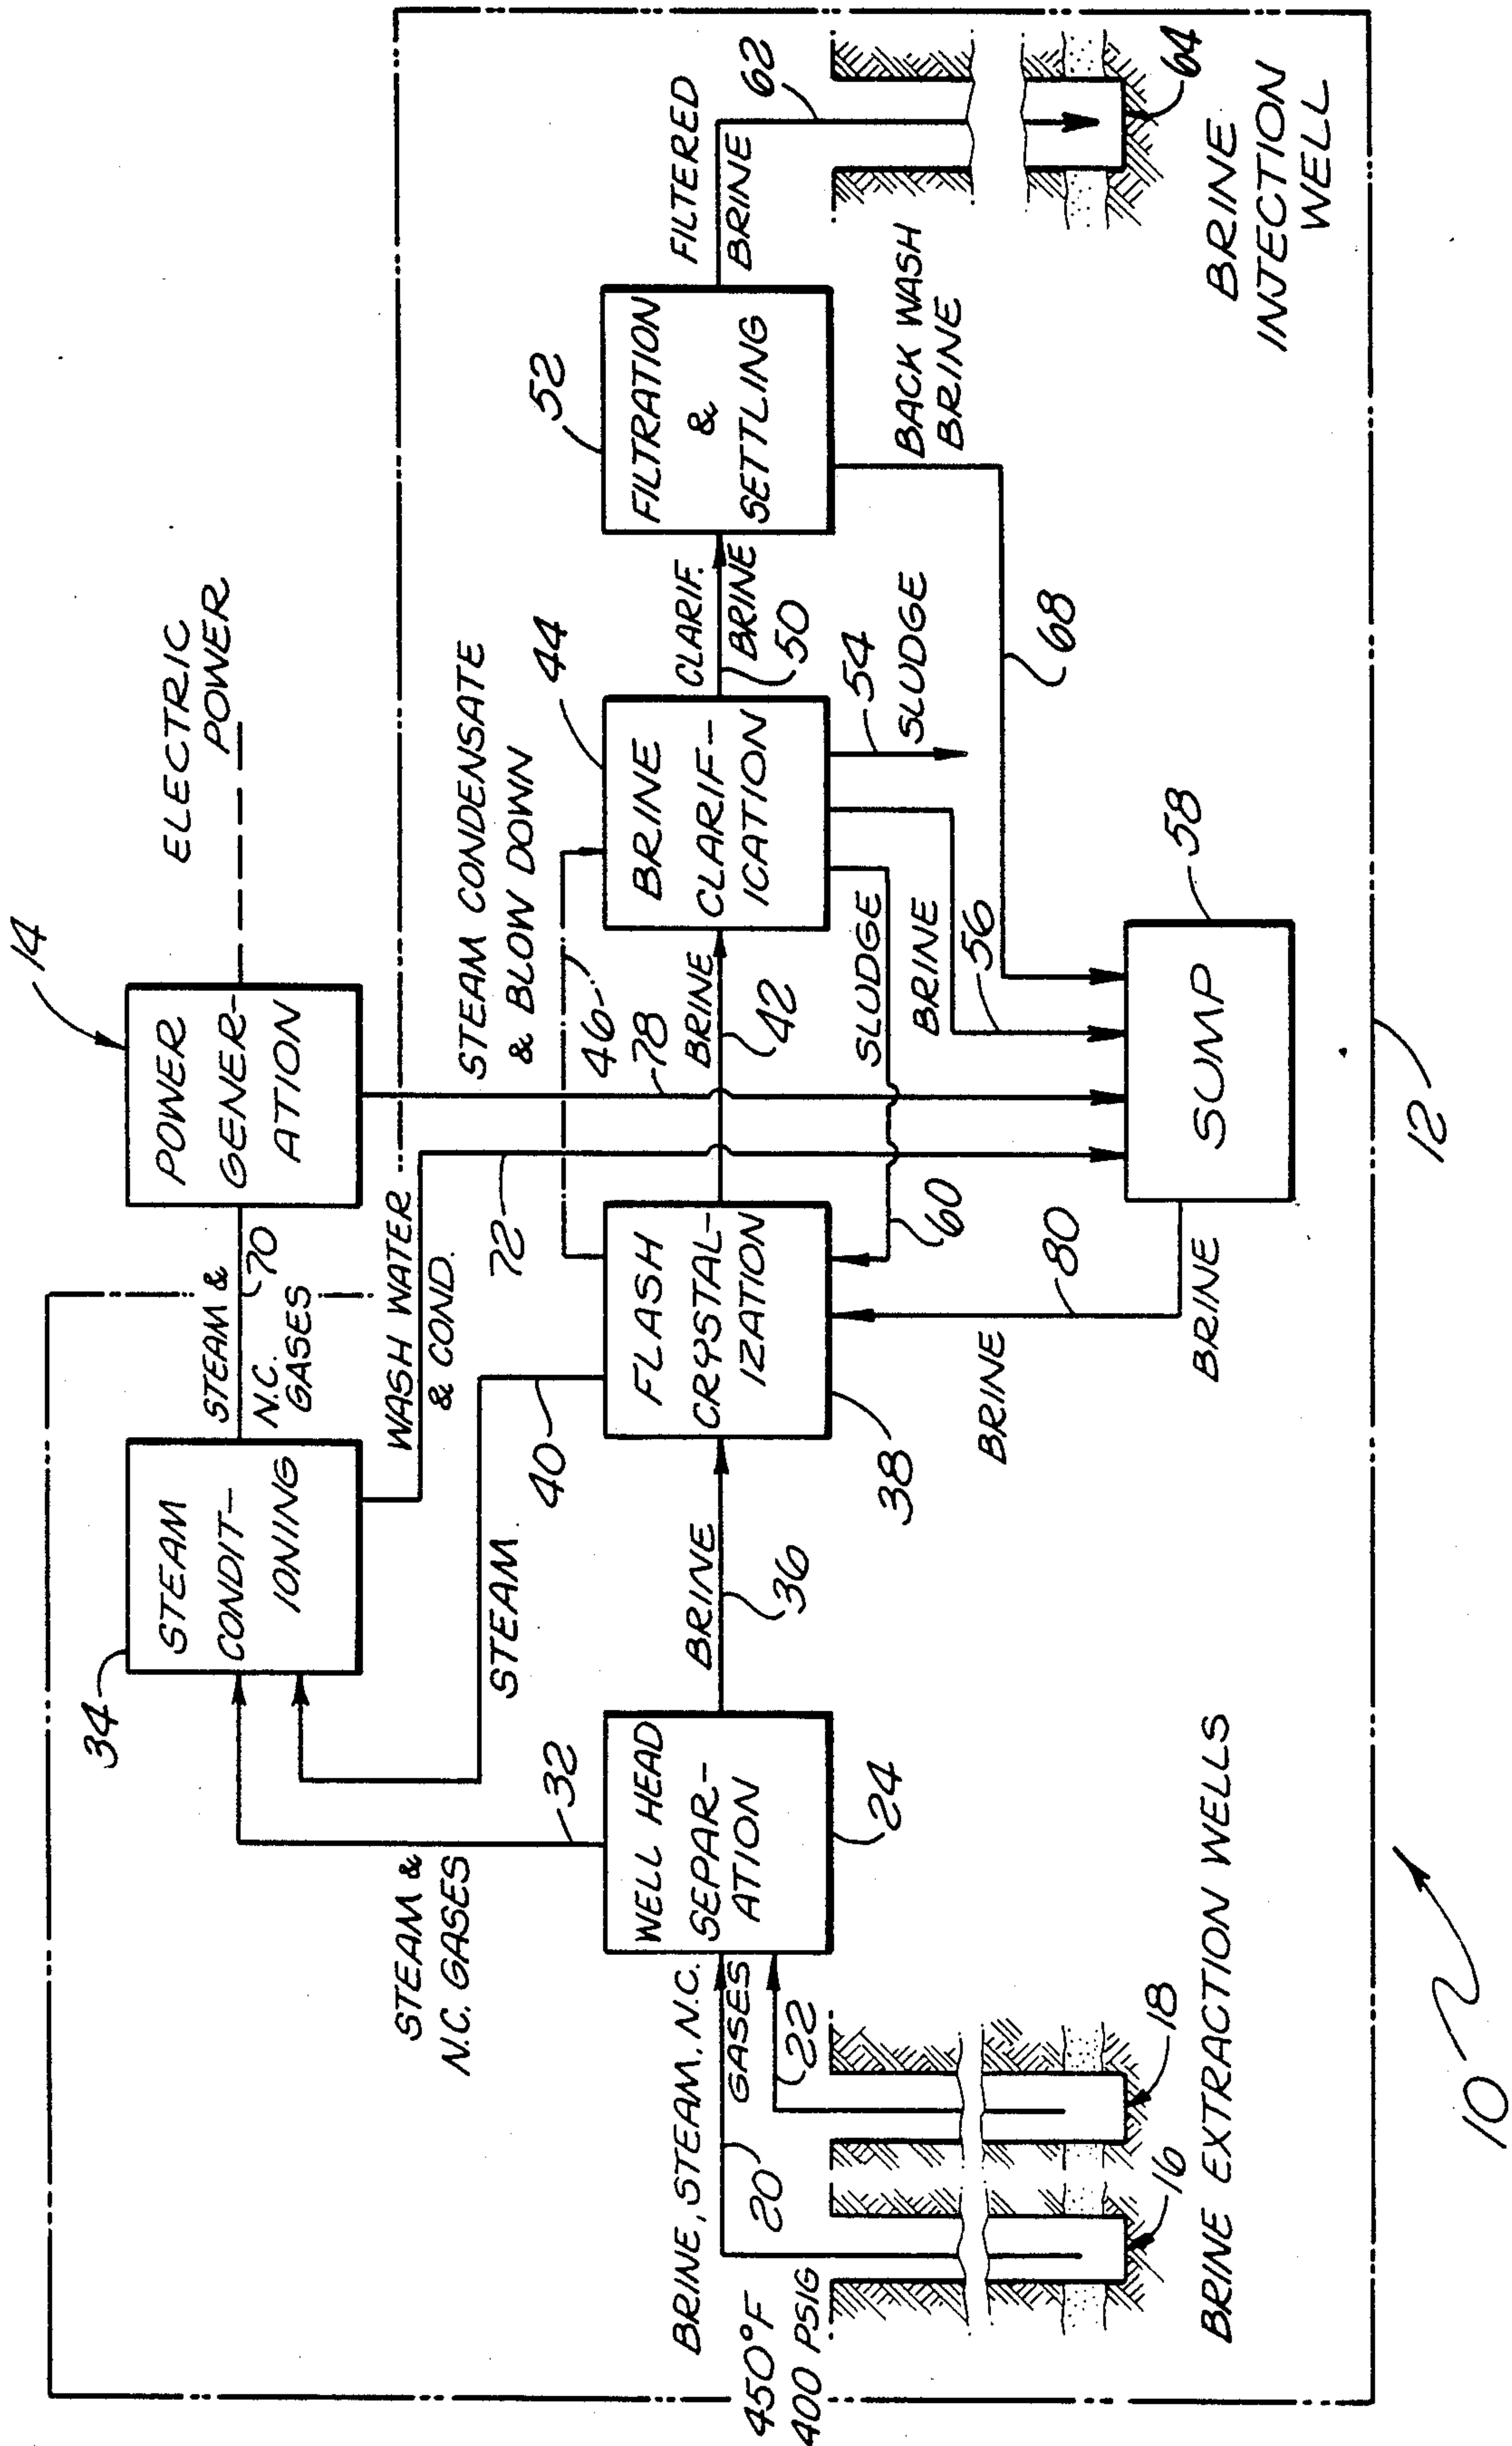 14
ELECTRIC
POWER
34
STEAM
CONDIT-
IONING
STEAM &
N.C.
GASES
70
POWER
GENER-
ATION
WASH WATER
& COND.
72
STEAM CONDENSATE
& BLOW DOWN
STEAM &
N.C. GASES
32
STEAM
40
46
78
44
52
FILTERED
BRINE
62
BRINE, STEAM, N.C.
GASES
20
22
450°F
400 PSIG
WELL HEAD
SEPAR-
ATION
24
BRINE
36
FLASH
CRYSTAL-
IZATION
38
BRINE
42
BRINE
CLARIF-
ICATION
CLARIF.
BRINE
50
FILTRATION
&
SETTLING
SLUDGE
60
BRINE
56
54
SLUDGE
BACK WASH
BRINE
68
BRINE
80
BRINE
SUMP
58
16
18
BRINE EXTRACTION WELLS
64
BRINE
INJECTION
WELL
12
10